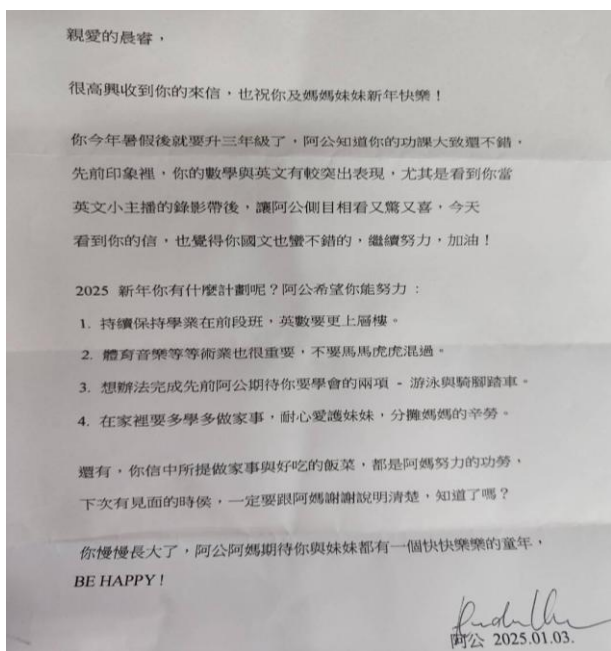 親愛的晨睿，
很高興收到你的來信，也祝你及媽媽妹妹新年快樂！
你今年暑假後就要升三年級了，阿公知道你的功課大致還不錯，
先前印象裡，你的數學與英文有較突出表現，尤其是看到你當
英文小主播的錄影帶後，讓阿公側目相看又驚又喜，今天
看到你的信，也覺得你國文也蠻不錯的，繼續努力，加油！
2025 新年你有什麼計劃呢？阿公希望你能努力：
1. 持續保持學業在前段班，英數要更上層樓。
2. 體育音樂等等術業也很重要，不要馬馬虎虎混過。
3. 想辦法完成先前阿公期待你要學會的兩項 - 游泳與騎腳踏車。
4. 在家裡要多學多做家事，耐心愛護妹妹，分攤媽媽的辛勞。
還有，你信中所提做家事與好吃的飯菜，都是阿媽努力的功勞，
下次有見面的時侯，一定要跟阿媽謝謝說明清楚，知道了嗎？
你慢慢長大了，阿公阿媽期待你與妹妹都有一個快快樂樂的童年，
BE HAPPY！
阿公 2025.01.03.